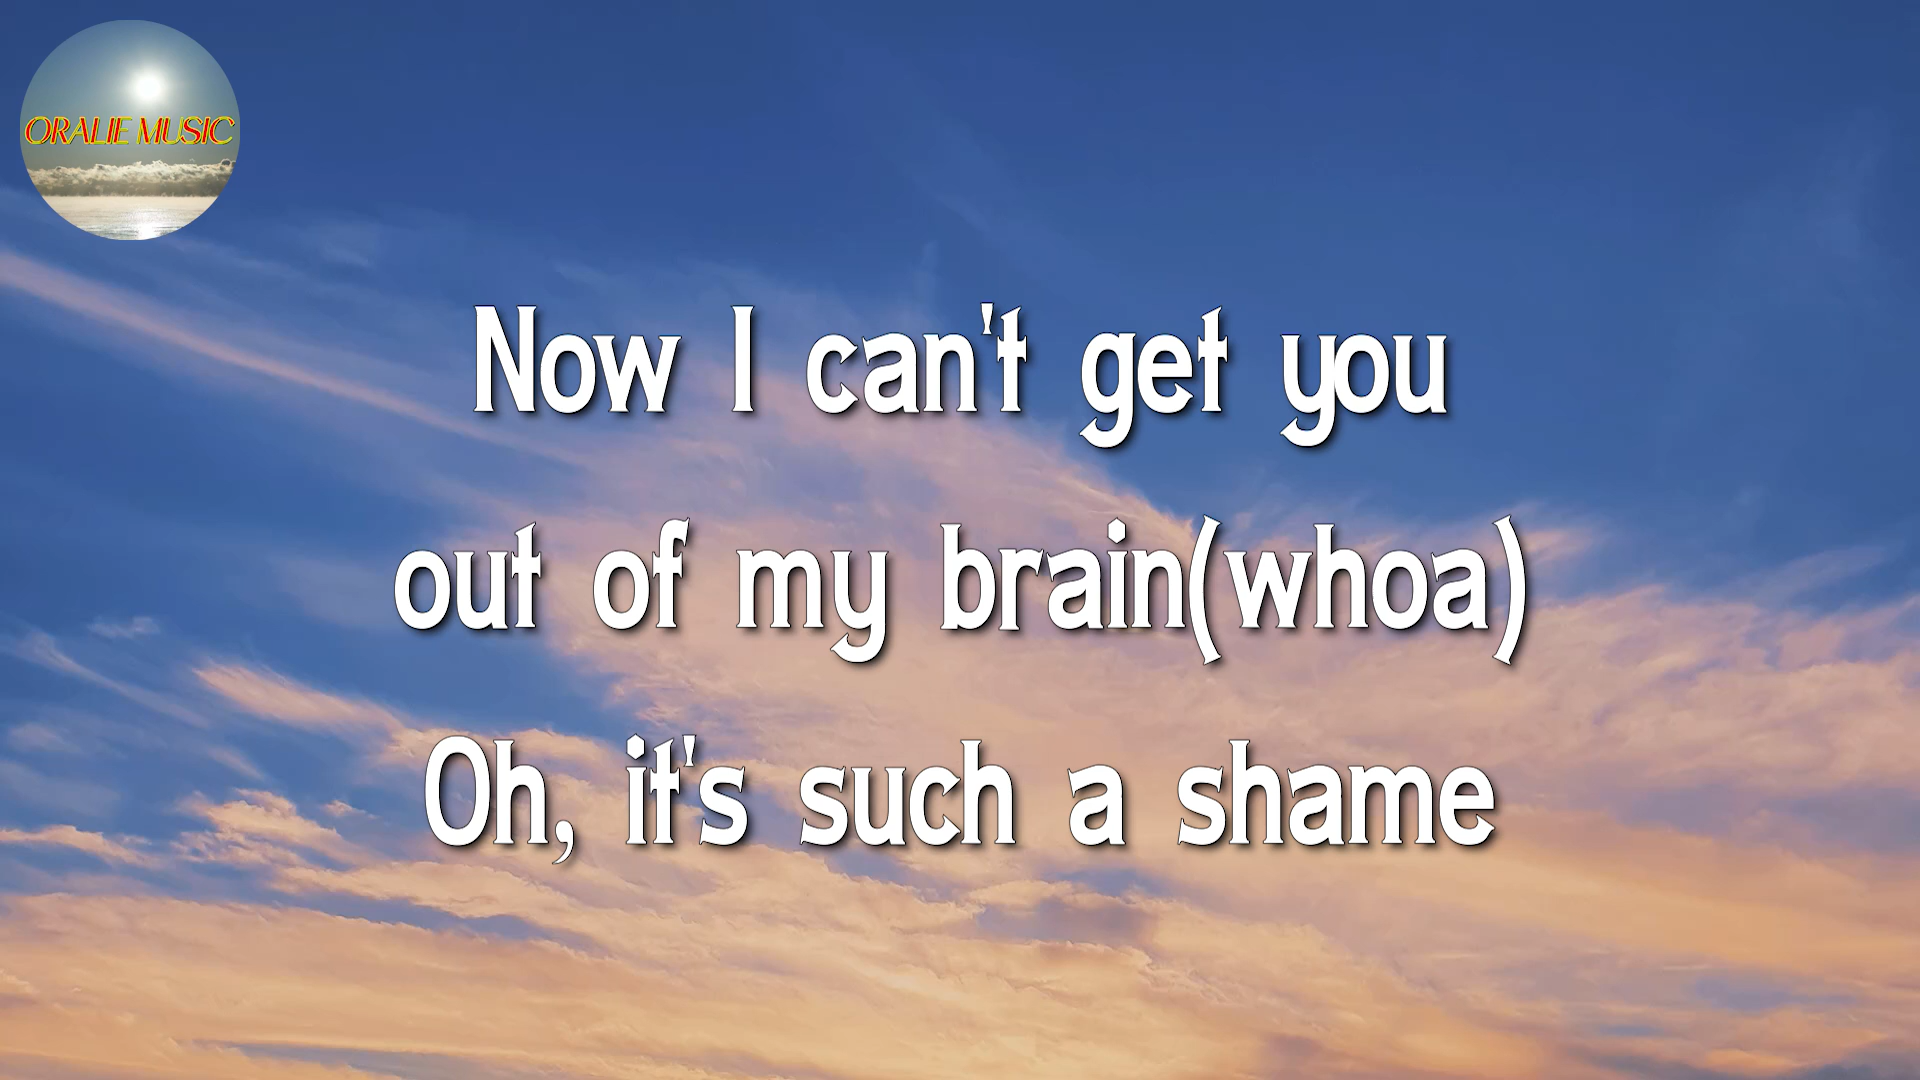 ORALIE MUSIC
Now I can't get you
out of my brain(whoa)
Oh, it's such a shame